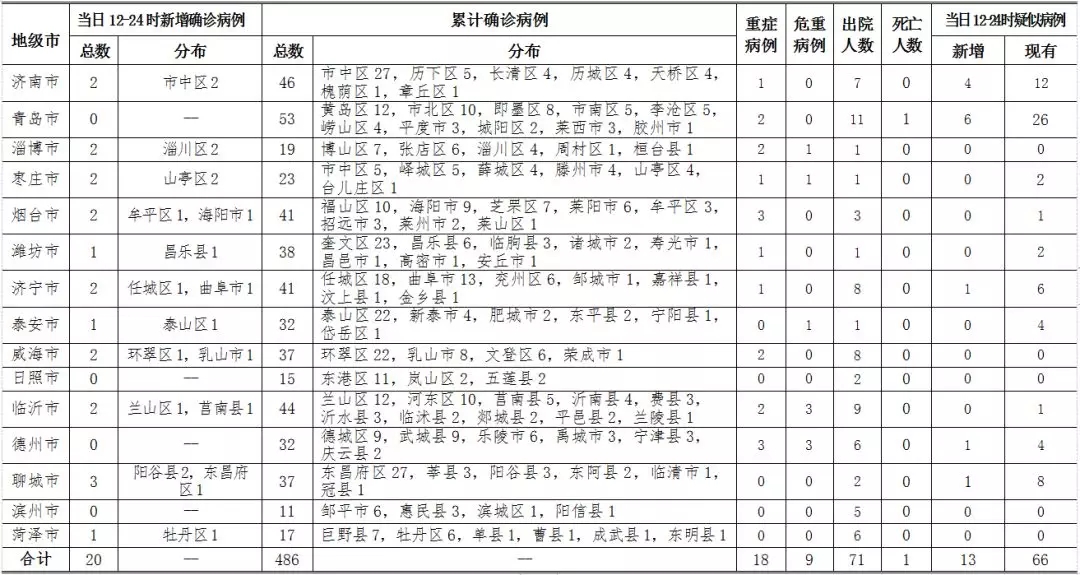 地级市 当日12-24时新增确诊病例 累计确诊病例 重症病例 危重病例 出院人数 死亡人数 当日12-24时疑似病例
总数 分布 总数 分布 新增 现有
济南市 2 市中区2 46 市中区27，历下区5，长清区4，历城区4，天桥区4， 1 0 7 0 4 12
槐荫区1，章丘区1
青岛市 0 -- 53 黄岛区12，市北区10，即墨区8，市南区5，李沧区5， 2 0 11 1 6 26
崂山区4，平度市3，城阳区2，莱西市3，胶州市1
淄博市 2 淄川区2 19 博山区7，张店区6，淄川区4，周村区1，桓台县1 2 1 1 0 0 0
枣庄市 2 山亭区2 23 市中区5，峄城区5，薛城区4，滕州市4，山亭区4， 1 1 1 0 0 2
台儿庄区1
烟台市 2 牟平区1，海阳市1 41 福山区10，海阳市9，芝罘区7，莱阳市6，牟平区3， 3 0 3 0 0 1
招远市3，莱州市2，莱山区1
潍坊市 1 昌乐县1 38 奎文区23，昌乐县6，临朐县3，诸城市2，寿光市1， 1 0 1 0 0 2
昌邑市1，高密市1，安丘市1
济宁市 2 任城区1，曲阜市1 41 任城区18，曲阜市13，兖州区6，邹城市1，嘉祥县1， 1 0 8 0 1 6
汶上县1，金乡县1
泰安市 1 泰山区1 32 泰山区22，新泰市4，肥城市2，东平县2，宁阳县1， 0 1 1 0 0 4
岱岳区1
威海市 2 环翠区1，乳山市1 37 环翠区22，乳山市8，文登区6，荣成市1 2 0 8 0 0 0
日照市 0 -- 15 东港区11，岚山区2，五莲县2 0 0 2 0 0 0
临沂市 2 兰山区1，莒南县1 44 兰山区12，河东区10，莒南县5，沂南县4，费县3， 2 3 9 0 0 1
沂水县3，临沭县2，郯城县2，平邑县2，兰陵县1
德州市 0 -- 32 德城区9，武城县9，乐陵市6，禹城市3，宁津县3， 3 3 6 0 1 4
庆云县2
聊城市 3 阳谷县2，东昌府区1 37 东昌府区27，莘县3，阳谷县3，东阿县2，临清市1， 0 0 2 0 1 8
冠县1
滨州市 0 -- 11 邹平市6，惠民县3，滨城区1，阳信县1 0 0 5 0 0 0
菏泽市 1 牡丹区1 17 巨野县7，牡丹区6，单县1，曹县1，成武县1，东明县1 0 0 6 0 0 0
合计 20 -- 486 -- 18 9 71 1 13 66